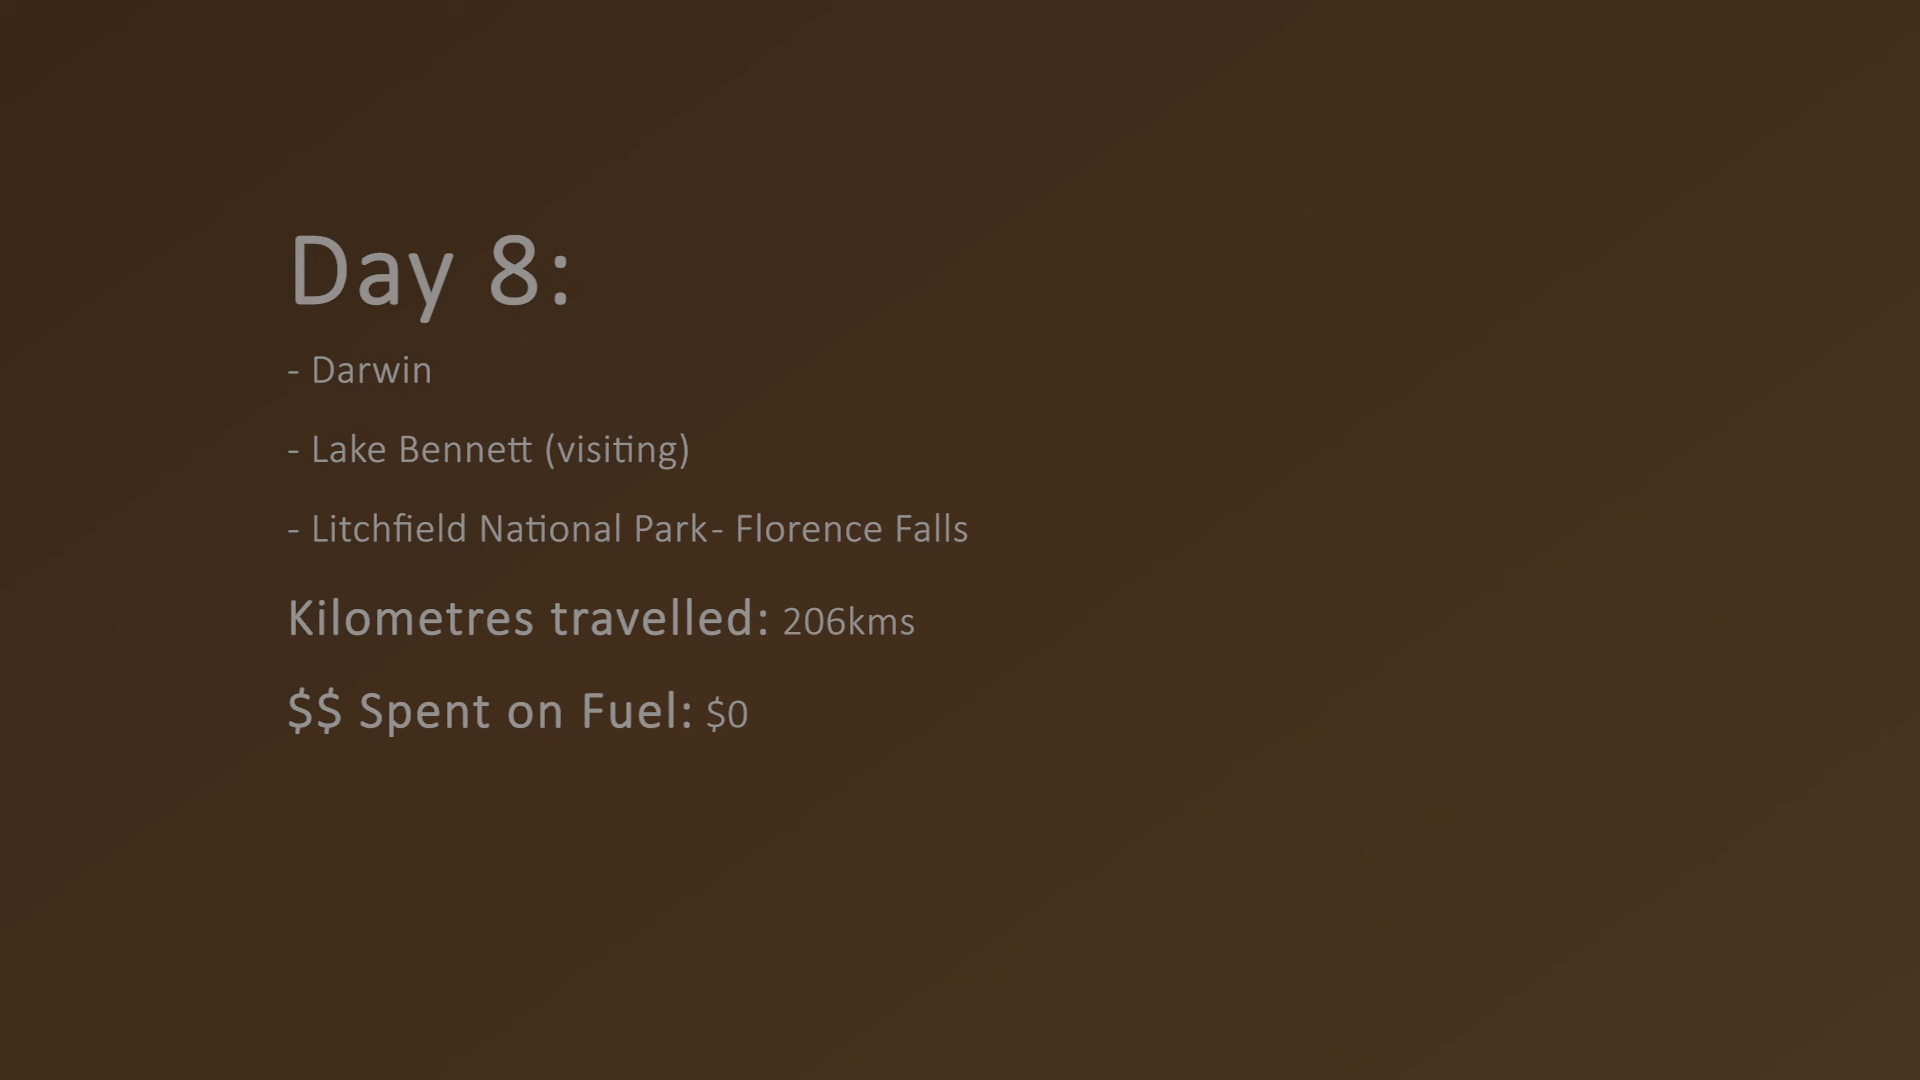 Day 8:
- Darwin
- Lake Bennett (visiting)
- Litchfield National Park- Florence Falls
Kilometres travelled: 206kms
$$ Spent on Fuel: $0